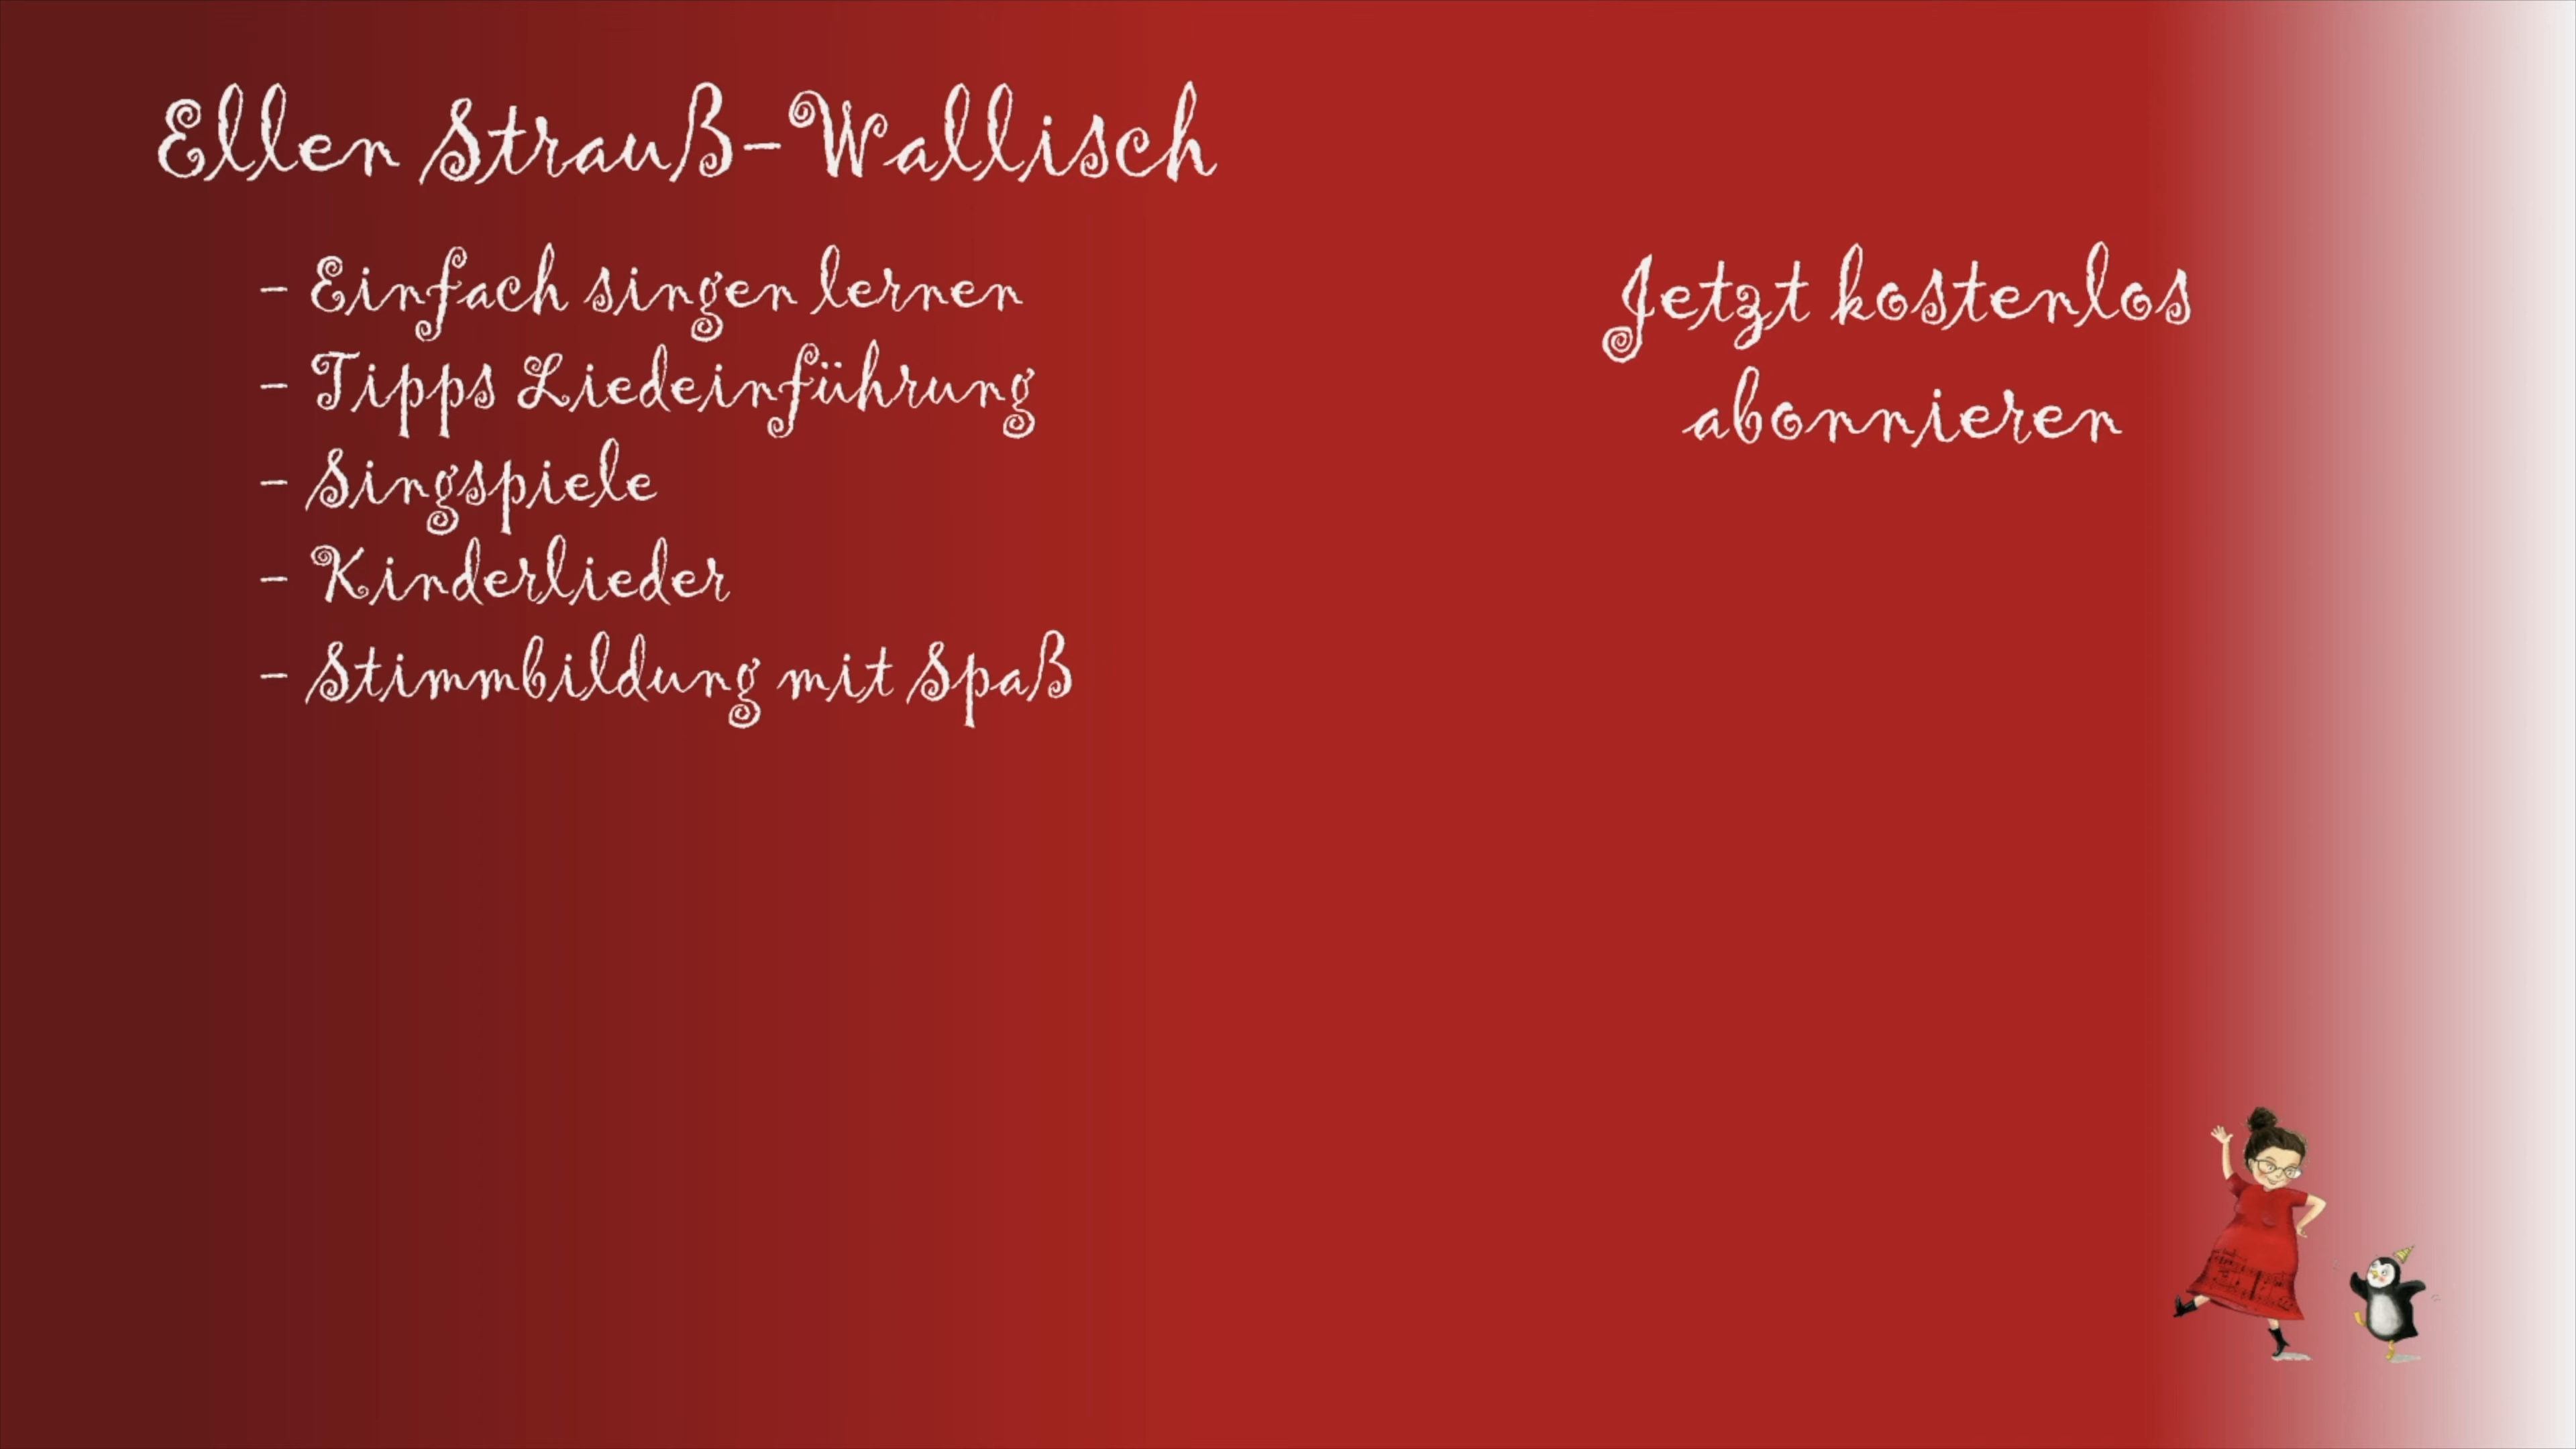 Ellen Strauß-Wallisch
- Einfach singen lernen
- Tipps Liedeinführung
- Singspiele
- Kinderlieder
- Stimmbildung mit Spaß
Jetzt kostenlos
abonnieren